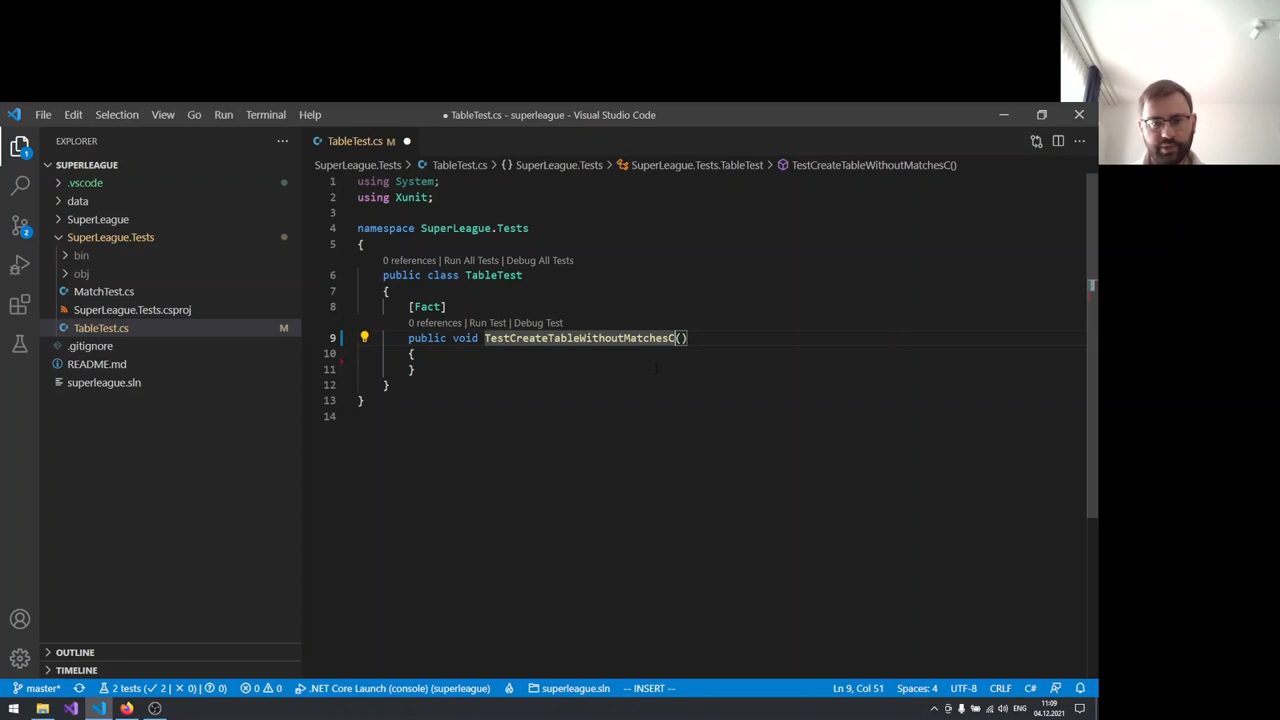 File Edit Selection View Go Run Terminal Help
● TableTest.cs - superleague - Visual Studio Code
EXPLORER
TableTest.cs M
SUPERLEAGUE
.vscode
data
SuperLeague
SuperLeague.Tests
bin
obj
MatchTest.cs
SuperLeague.Tests.csproj
TableTest.cs M
.gitignore
README.md
superleague.sln
OUTLINE
TIMELINE
1
2
SuperLeague.Tests > TableTest.cs > {} SuperLeague.Tests > SuperLeague.Tests.TableTest > TestCreateTableWithoutMatchesC()
1 using System;
2 using Xunit;
3
4 namespace SuperLeague.Tests
5 {
0 references | Run All Tests | Debug All Tests
6 public class TableTest
7 {
8 [Fact]
0 references | Run Test | Debug Test
9 public void TestCreateTableWithoutMatchesC()
10 {
11 }
12 }
13 }
14
master* 2 tests (✓ 2 | ✕ 0) | (?) 0) 0 0 .NET Core Launch (console) (superleague) superleague.sln -- INSERT -- Ln 9, Col 51 Spaces: 4 UTF-8 CRLF C#
ENG 11:09
04.12.2021